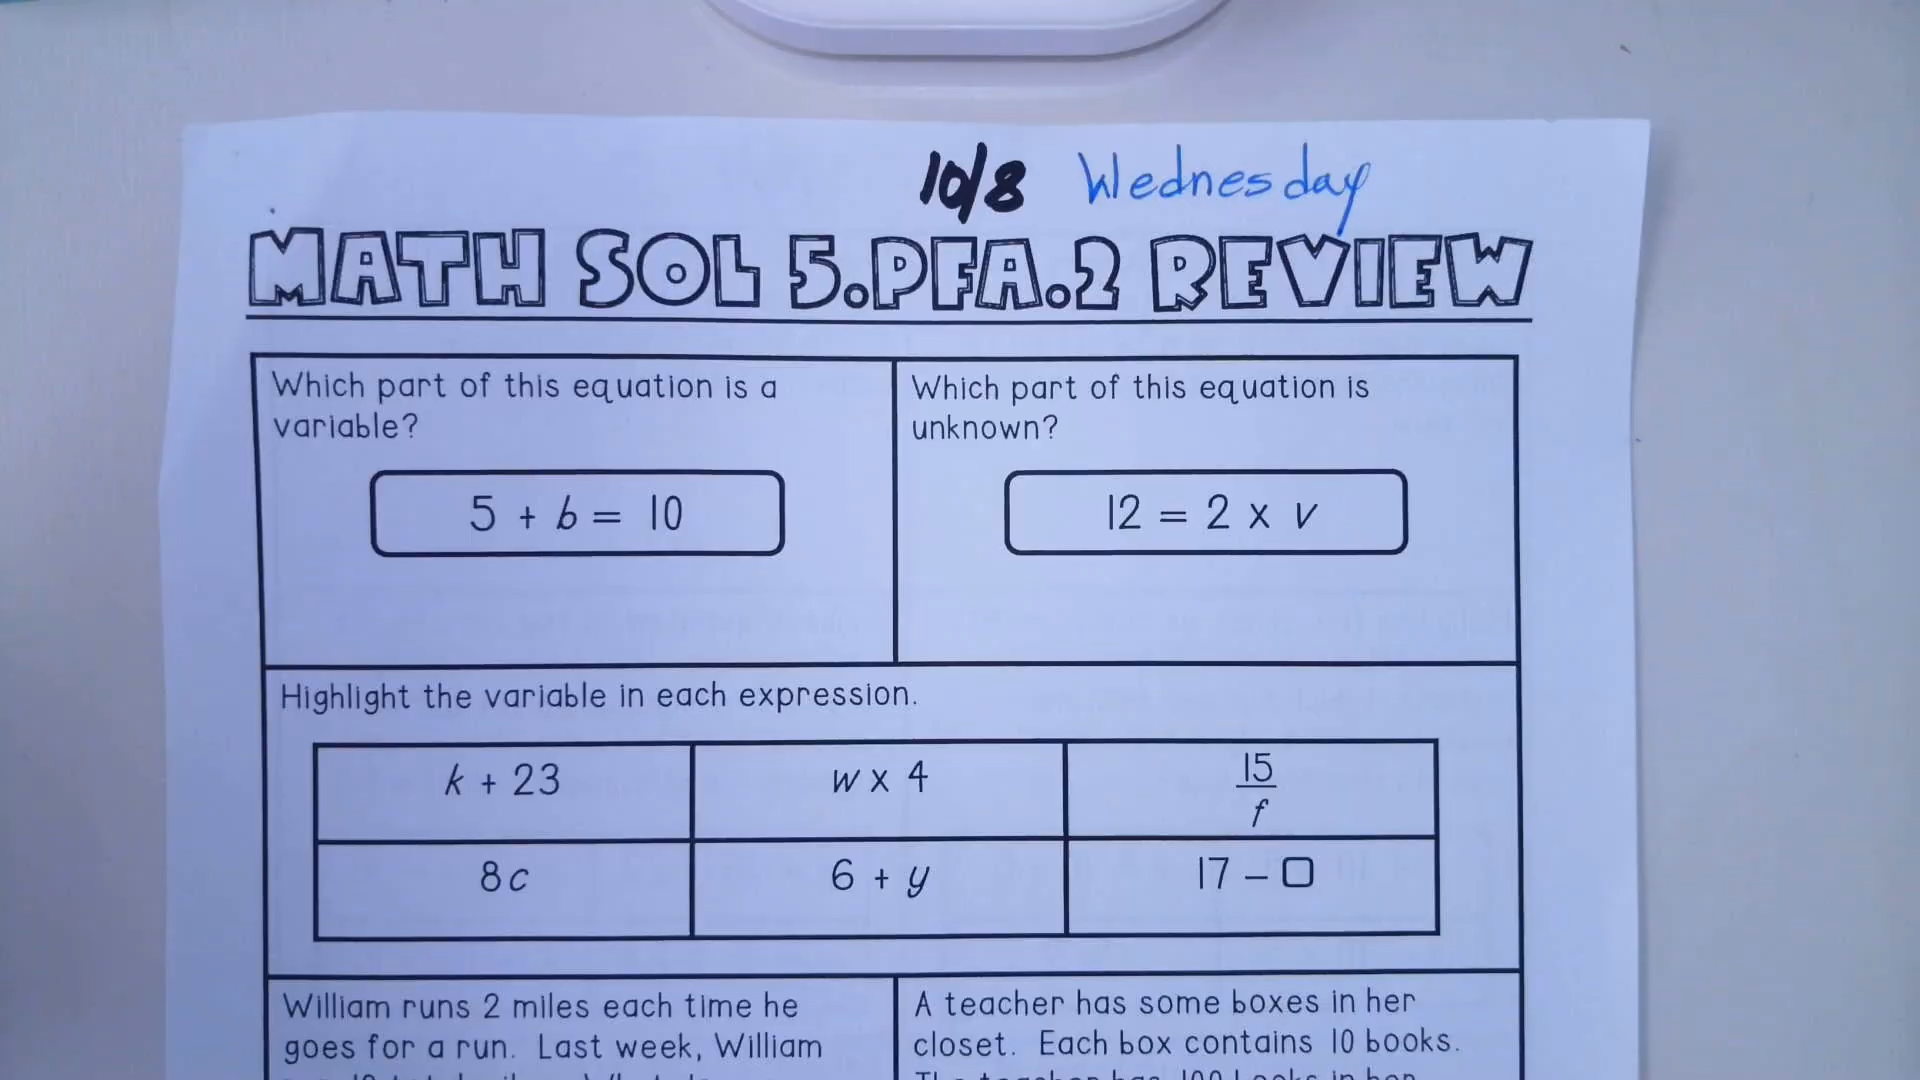 10/8 Wednesday
MATH SOL 5.PFA.2 REVIEW
Which part of this equation is a
variable?
5 + b = 10
Which part of this equation is
unknown?
12 = 2 x v
Highlight the variable in each expression.
k + 23
w x 4
15
f
8c
6 + y
17 – □
William runs 2 miles each time he
goes for a run. Last week, William
A teacher has some boxes in her
closet. Each box contains 10 books.